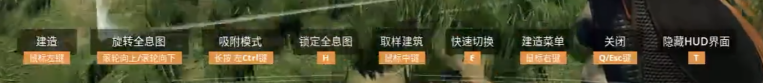 建造 旋转全息图 吸附模式 锁定全息图 取样建筑 快速切换 建造菜单 关闭 隐藏HUD界面
鼠标左键 滚轮向上/滚轮向下 长按 左Ctrl键 H 鼠标中键 E 鼠标右键 Q/Esc键 T